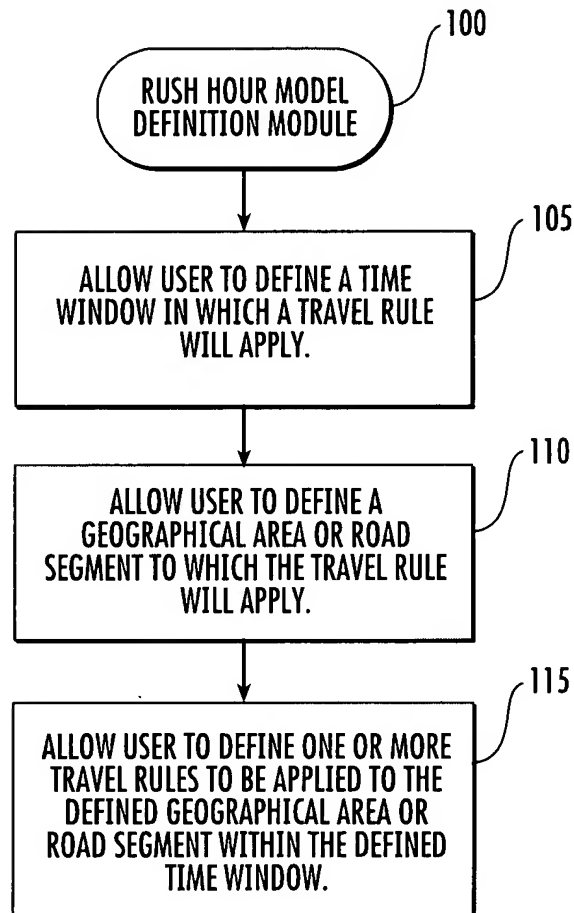 100
RUSH HOUR MODEL
DEFINITION MODULE
105
ALLOW USER TO DEFINE A TIME
WINDOW IN WHICH A TRAVEL RULE
WILL APPLY.
110
ALLOW USER TO DEFINE A
GEOGRAPHICAL AREA OR ROAD
SEGMENT TO WHICH THE TRAVEL RULE
WILL APPLY.
115
ALLOW USER TO DEFINE ONE OR MORE
TRAVEL RULES TO BE APPLIED TO THE
DEFINED GEOGRAPHICAL AREA OR
ROAD SEGMENT WITHIN THE DEFINED
TIME WINDOW.